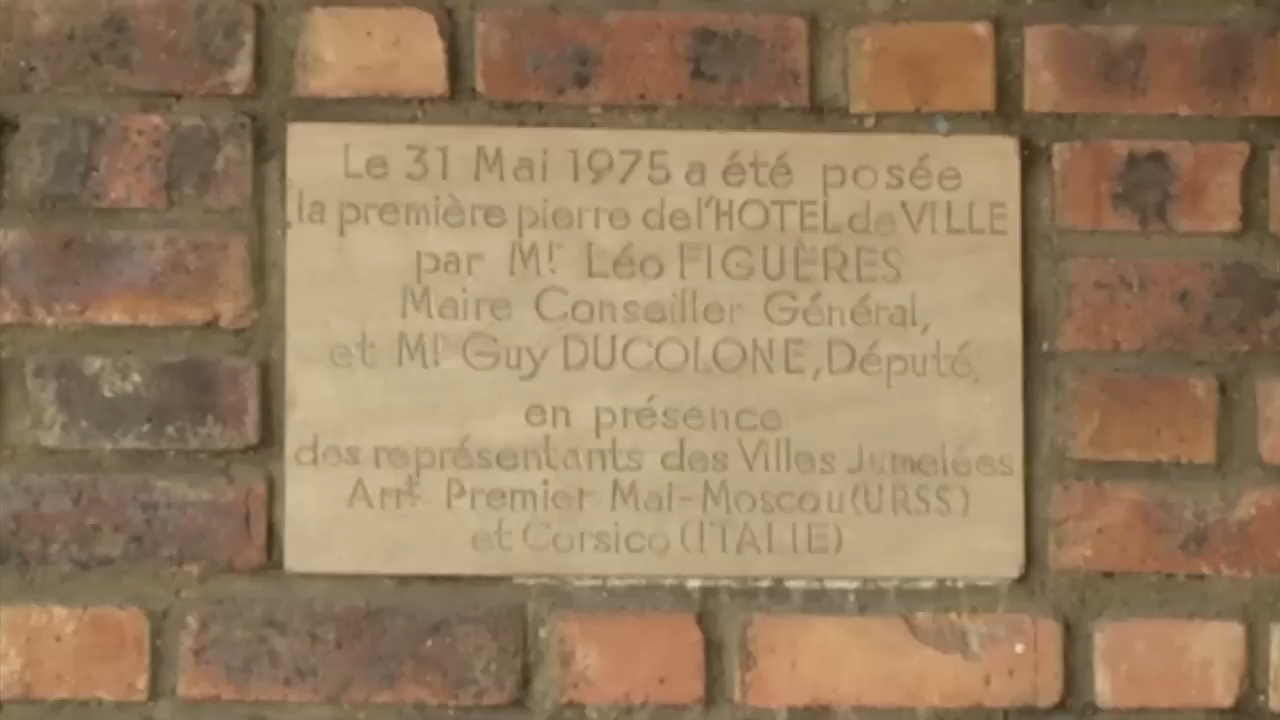 Le 31 Mai 1975 a été posée
la première pierre de l'HOTEL de VILLE
par Mr. Léo FIGUÈRES
Maire Conseiller Général,
et Mr. Guy DUCOLONE, Député,
en présence
des représentants des Villes Jumelées
Arrt. Premier Mai-Moscou (URSS)
et Corsico (ITALIE)